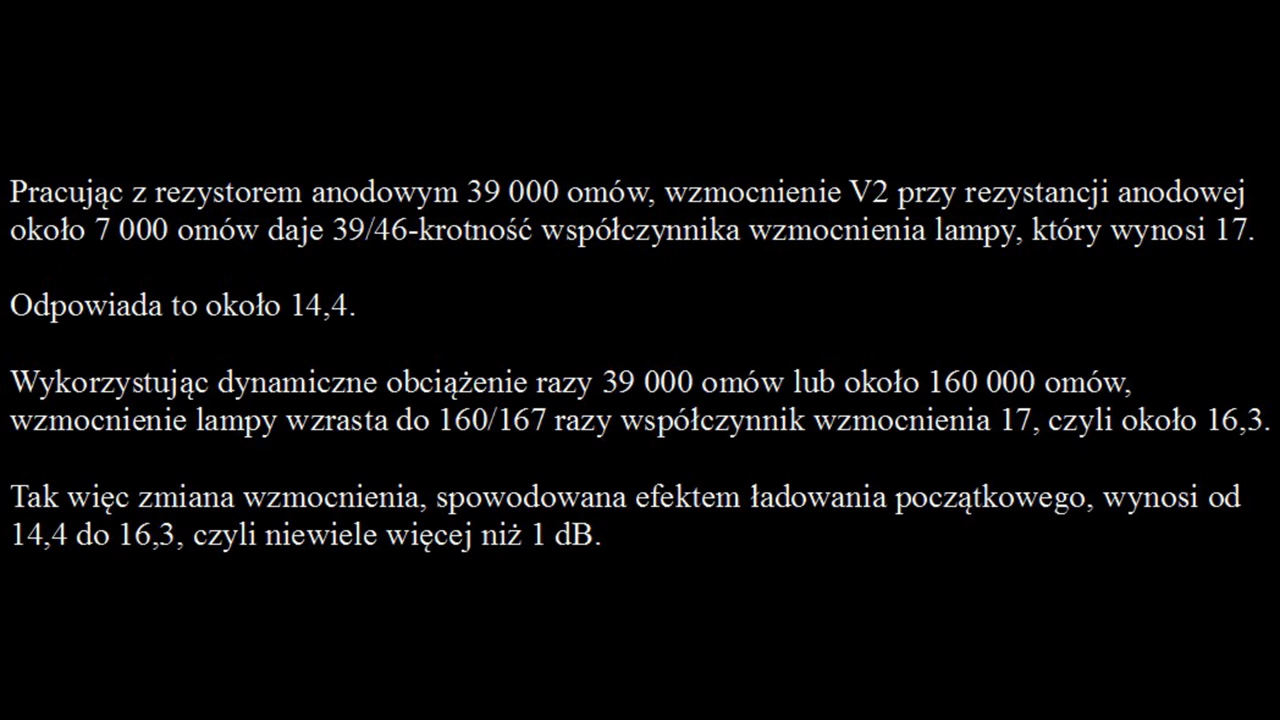 Pracując z rezystorem anodowym 39 000 omów, wzmocnienie V2 przy rezystancji anodowej
około 7 000 omów daje 39/46-krotność współczynnika wzmocnienia lampy, który wynosi 17.
Odpowiada to około 14,4.
Wykorzystując dynamiczne obciążenie razy 39 000 omów lub około 160 000 omów,
wzmocnienie lampy wzrasta do 160/167 razy współczynnik wzmocnienia 17, czyli około 16,3.
Tak więc zmiana wzmocnienia, spowodowana efektem ładowania początkowego, wynosi od
14,4 do 16,3, czyli niewiele więcej niż 1 dB.